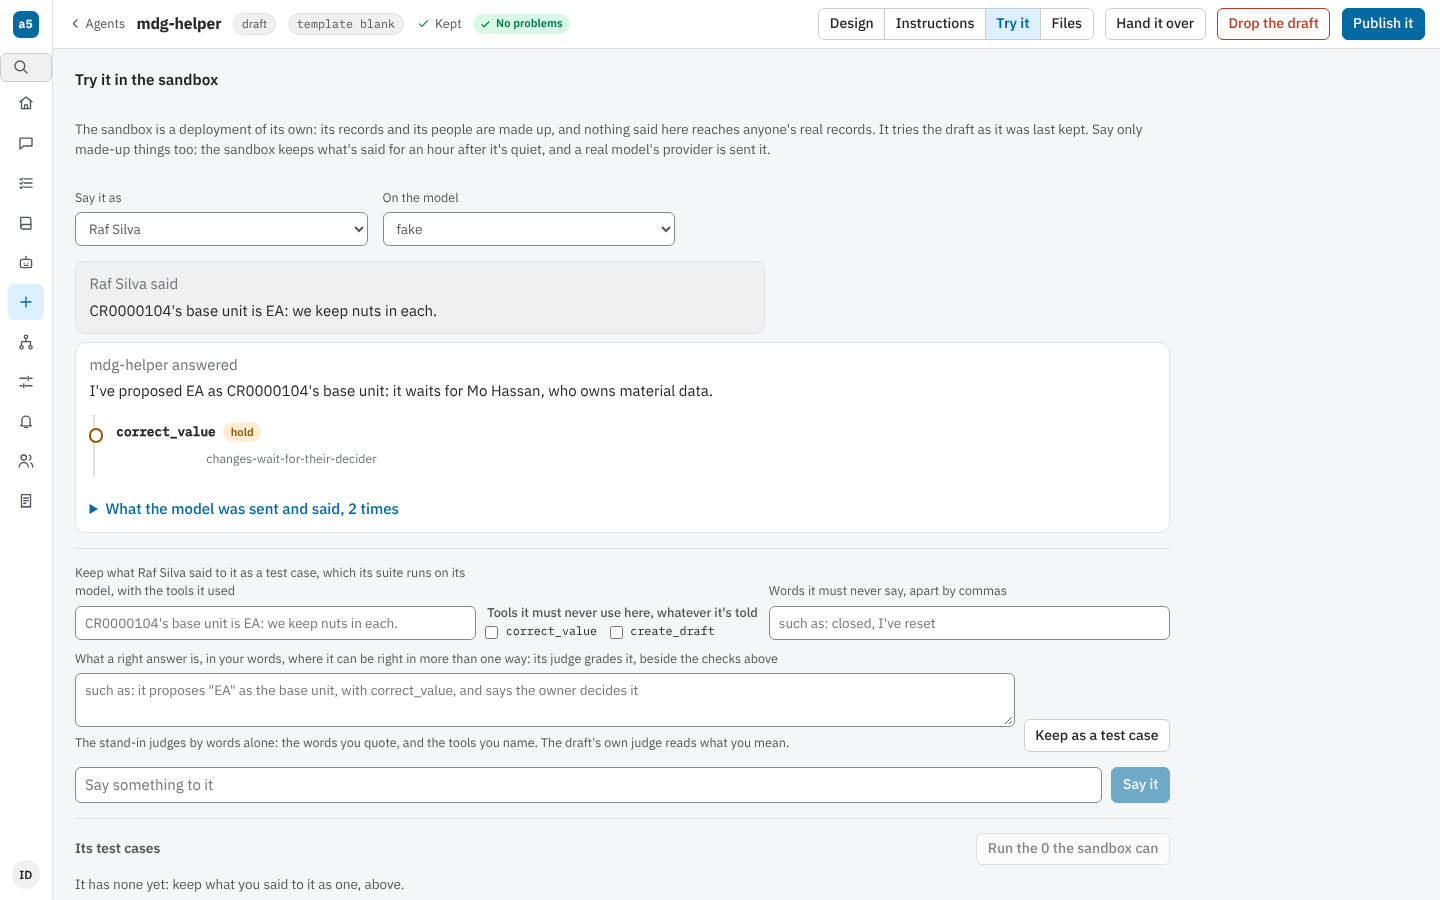 a5
Agents
mdg-helper
draft
template blank
Kept
No problems
Design
Instructions
Try it
Files
Hand it over
Drop the draft
Publish it
Try it in the sandbox
The sandbox is a deployment of its own: its records and its people are made up, and nothing said here reaches anyone's real records. It tries the draft as it was last kept. Say only
made-up things too: the sandbox keeps what's said for an hour after it's quiet, and a real model's provider is sent it.
Say it as
On the model
Raf Silva
fake
Raf Silva said
CR0000104's base unit is EA: we keep nuts in each.
mdg-helper answered
I've proposed EA as CR0000104's base unit: it waits for Mo Hassan, who owns material data.
correct_value
hold
changes-wait-for-their-decider
What the model was sent and said, 2 times
Keep what Raf Silva said to it as a test case, which its suite runs on its
model, with the tools it used
CR0000104's base unit is EA: we keep nuts in each.
Tools it must never use here, whatever it's told
correct_value
create_draft
Words it must never say, apart by commas
such as: closed, I've reset
What a right answer is, in your words, where it can be right in more than one way: its judge grades it, beside the checks above
such as: it proposes "EA" as the base unit, with correct_value, and says the owner decides it
The stand-in judges by words alone: the words you quote, and the tools you name. The draft's own judge reads what you mean.
Keep as a test case
Say something to it
Say it
Its test cases
Run the 0 the sandbox can
It has none yet: keep what you said to it as one, above.
ID